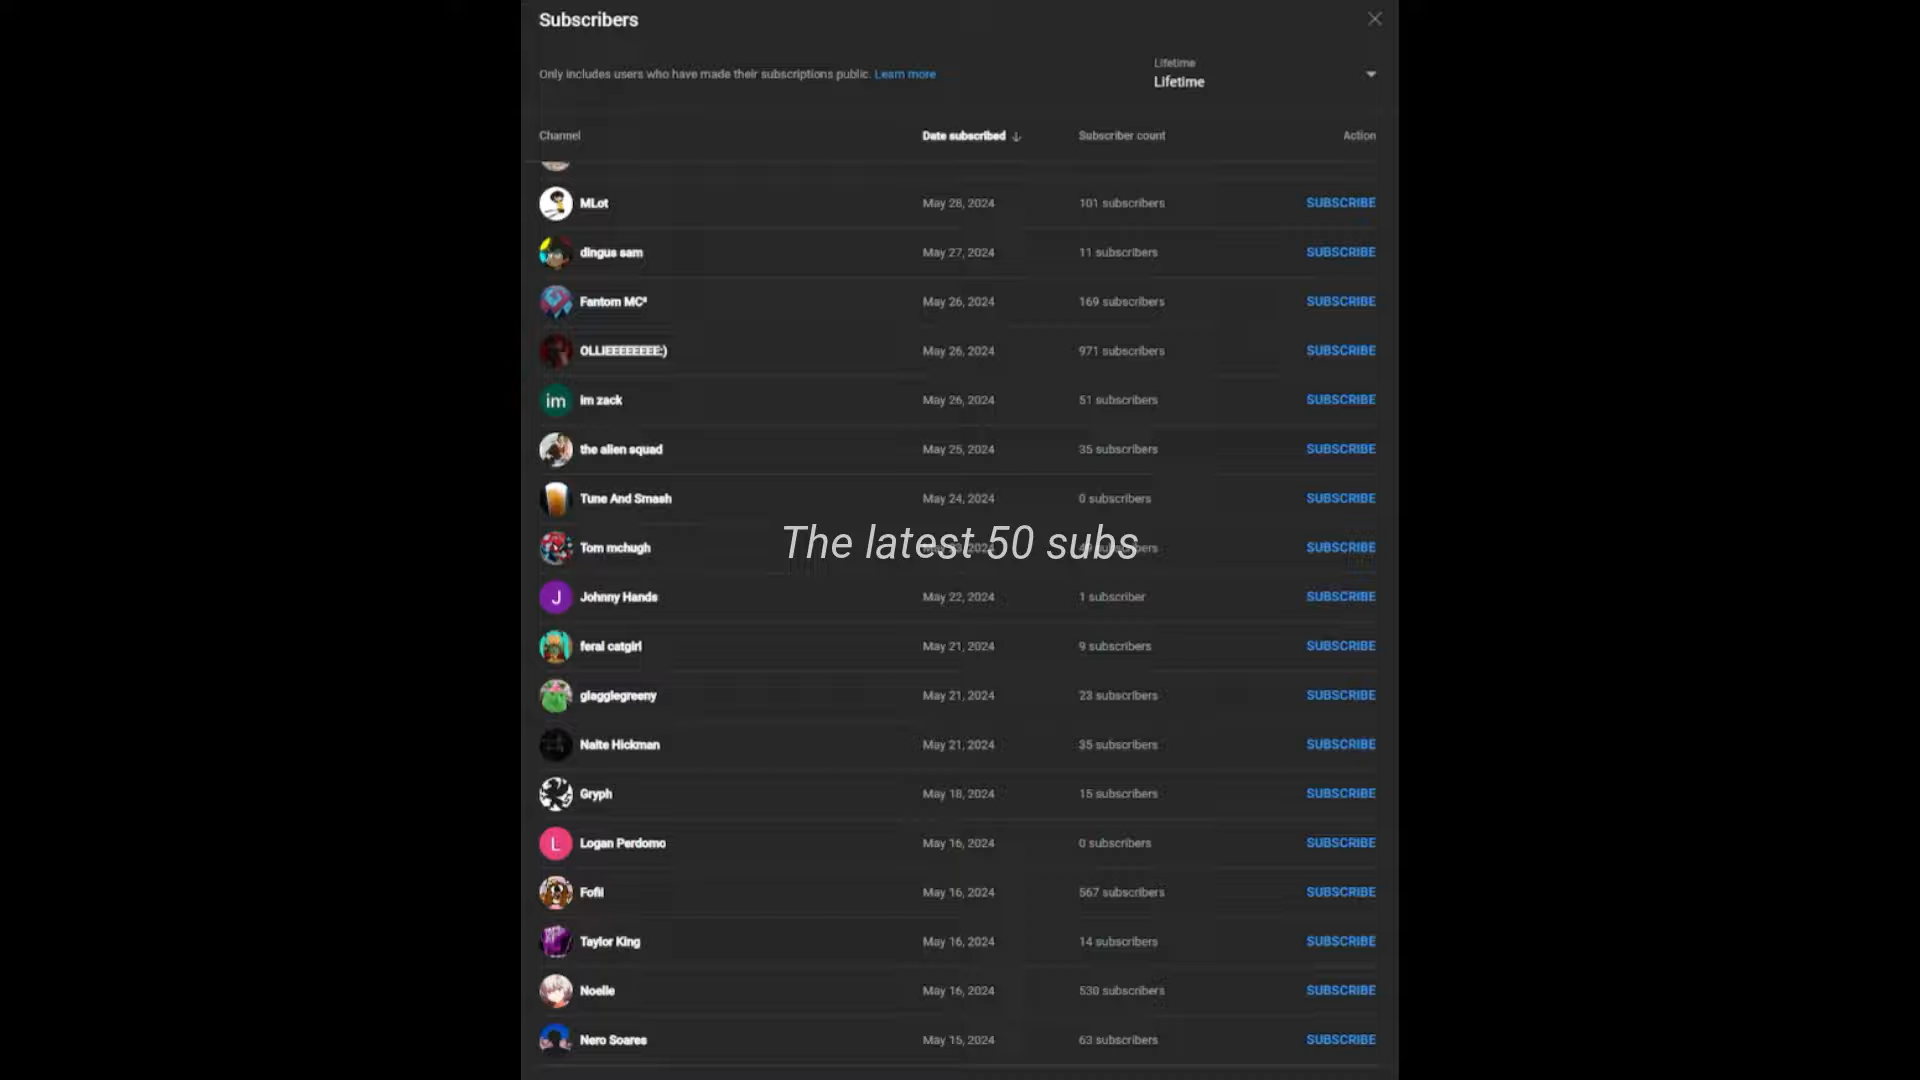 Subscribers
Only includes users who have made their subscriptions public. Learn more
Lifetime
Lifetime
Channel Date subscribed Subscriber count Action
MLot May 28, 2024 101 subscribers SUBSCRIBE
dingus sam May 27, 2024 11 subscribers SUBSCRIBE
Fantom MC² May 26, 2024 169 subscribers SUBSCRIBE
OLLIEEEEEEEE:) May 26, 2024 971 subscribers SUBSCRIBE
im im zack May 26, 2024 51 subscribers SUBSCRIBE
the alien squad May 25, 2024 35 subscribers SUBSCRIBE
Tune And Smash May 24, 2024 0 subscribers SUBSCRIBE
The latest 50 subs
Tom mchugh SUBSCRIBE
J Johnny Hands May 22, 2024 1 subscriber SUBSCRIBE
feral catgirl May 21, 2024 9 subscribers SUBSCRIBE
glagglegreeny May 21, 2024 23 subscribers SUBSCRIBE
Naite Hickman May 21, 2024 35 subscribers SUBSCRIBE
Gryph May 18, 2024 15 subscribers SUBSCRIBE
L Logan Perdomo May 16, 2024 0 subscribers SUBSCRIBE
Fofii May 16, 2024 567 subscribers SUBSCRIBE
Taylor King May 16, 2024 14 subscribers SUBSCRIBE
Noelle May 16, 2024 530 subscribers SUBSCRIBE
Nero Soares May 15, 2024 63 subscribers SUBSCRIBE